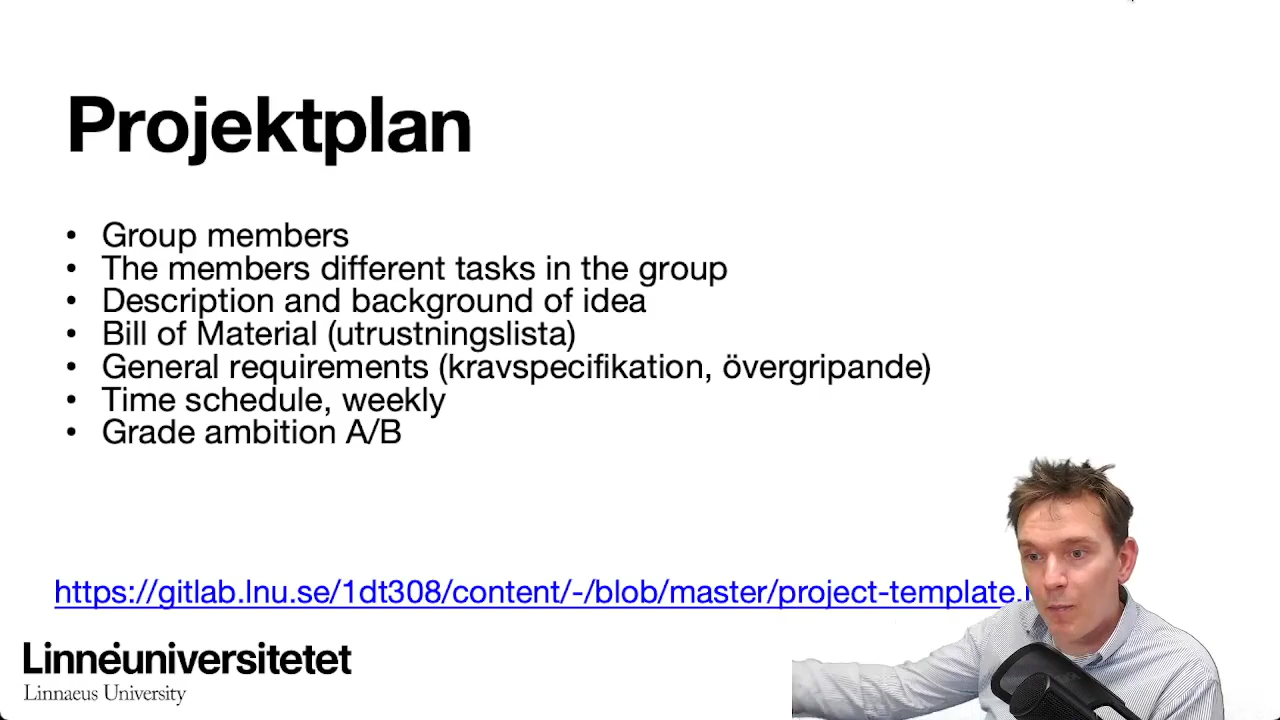 Projektplan
• Group members
• The members different tasks in the group
• Description and background of idea
• Bill of Material (utrustningslista)
• General requirements (kravspecifikation, övergripande)
• Time schedule, weekly
• Grade ambition A/B
https://gitlab.lnu.se/1dt308/content/-/blob/master/project-template.
Linnéuniversitetet
Linnaeus University